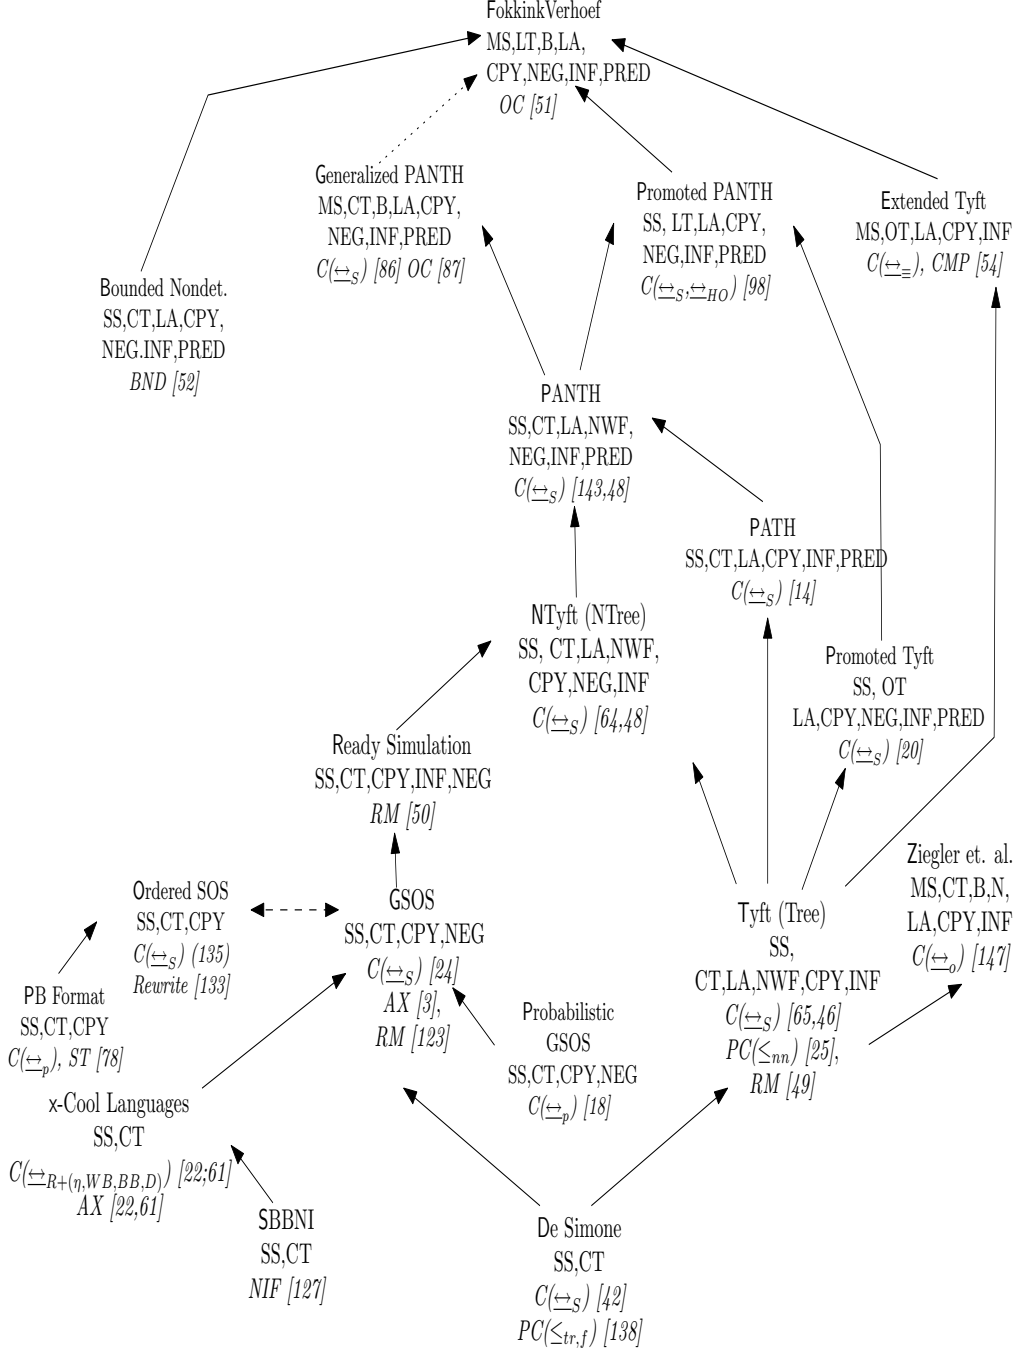 FokkinkVerhoef
MS,LT,B,LA,
CPY,NEG,INF,PRED
OC [51]
Generalized PANTH
MS,CT,B,LA,CPY,
NEG,INF,PRED
C(↔S) [86] OC [87]
Promoted PANTH
SS, LT,LA,CPY,
NEG,INF,PRED
C(↔S,↔HO) [98]
Extended Tyft
MS,OT,LA,CPY,INF
C(↔≡), CMP [54]
Bounded Nondet.
SS,CT,LA,CPY,
NEG.INF,PRED
BND [52]
PANTH
SS,CT,LA,NWF,
NEG,INF,PRED
C(↔S) [143,48]
PATH
SS,CT,LA,CPY,INF,PRED
C(↔S) [14]
NTyft (NTree)
SS, CT,LA,NWF,
CPY,NEG,INF
C(↔S) [64,48]
Promoted Tyft
SS, OT
LA,CPY,NEG,INF,PRED
C(↔S) [20]
Ready Simulation
SS,CT,CPY,INF,NEG
RM [50]
Ziegler et. al.
MS,CT,B,N,
LA,CPY,INF
C(↔o) [147]
Ordered SOS
SS,CT,CPY
C(↔S) (135)
Rewrite [133]
GSOS
SS,CT,CPY,NEG
C(↔S) [24]
AX [3],
RM [123]
Tyft (Tree)
SS,
CT,LA,NWF,CPY,INF
C(↔S) [65,46]
PC(≤nn) [25],
RM [49]
PB Format
SS,CT,CPY
C(↔p), ST [78]
Probabilistic
GSOS
SS,CT,CPY,NEG
C(↔p) [18]
x-Cool Languages
SS,CT
C(↔R+(η,WB,BB,D)) [22;61]
AX [22,61]
SBBNI
SS,CT
NIF [127]
De Simone
SS,CT
C(↔S) [42]
PC(≤tr,f) [138]